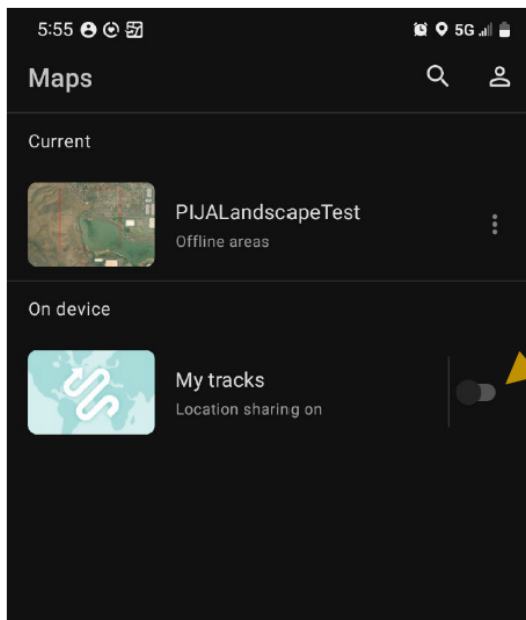 5:55
5G
Maps
Current
PIJALandscapeTest
Offline areas
On device
My tracks
Location sharing on